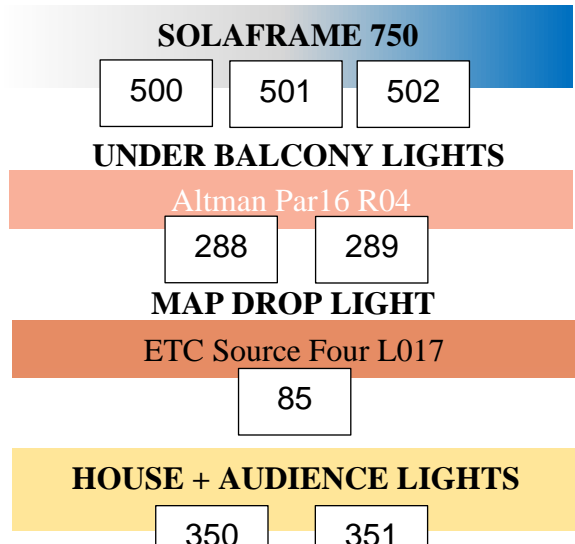 SOLAFRAME 750
500 501 502
UNDER BALCONY LIGHTS
Altman Par16 R04
288 289
MAP DROP LIGHT
ETC Source Four L017
85
HOUSE + AUDIENCE LIGHTS
350 351